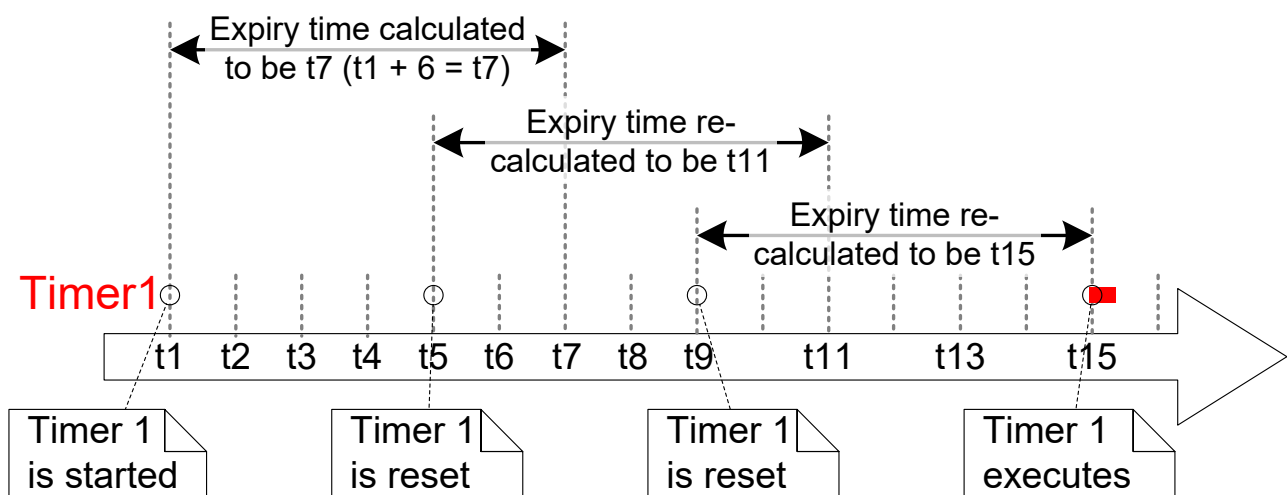 Expiry time calculated
to be t7 (t1 + 6 = t7)
Expiry time re-
calculated to be t11
Expiry time re-
calculated to be t15
Timer1
t1 t2 t3 t4 t5 t6 t7 t8 t9 t11 t13 t15
Timer 1
is started
Timer 1
is reset
Timer 1
is reset
Timer 1
executes